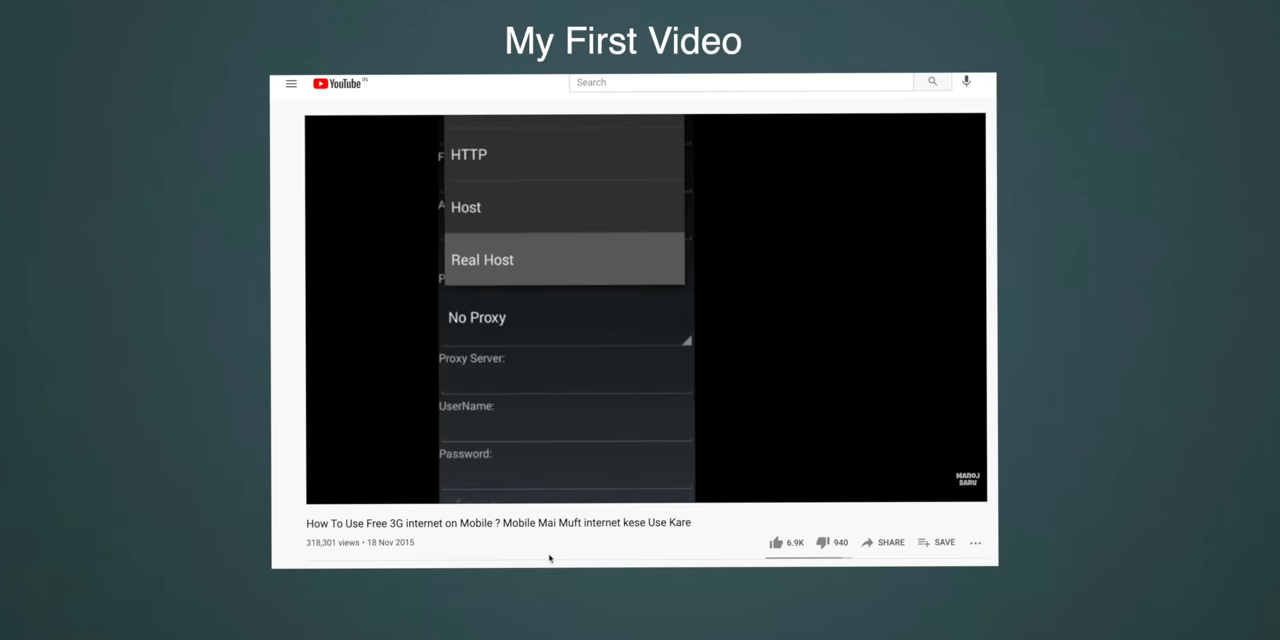 My First Video
YouTube IN
Search
HTTP
F
Host
A
Real Host
P
No Proxy
Proxy Server:
UserName:
Password:
MANOJ
SARU
How To Use Free 3G internet on Mobile ? Mobile Mai Muft internet kese Use Kare
318,301 views • 18 Nov 2015
6.9K 940 SHARE SAVE